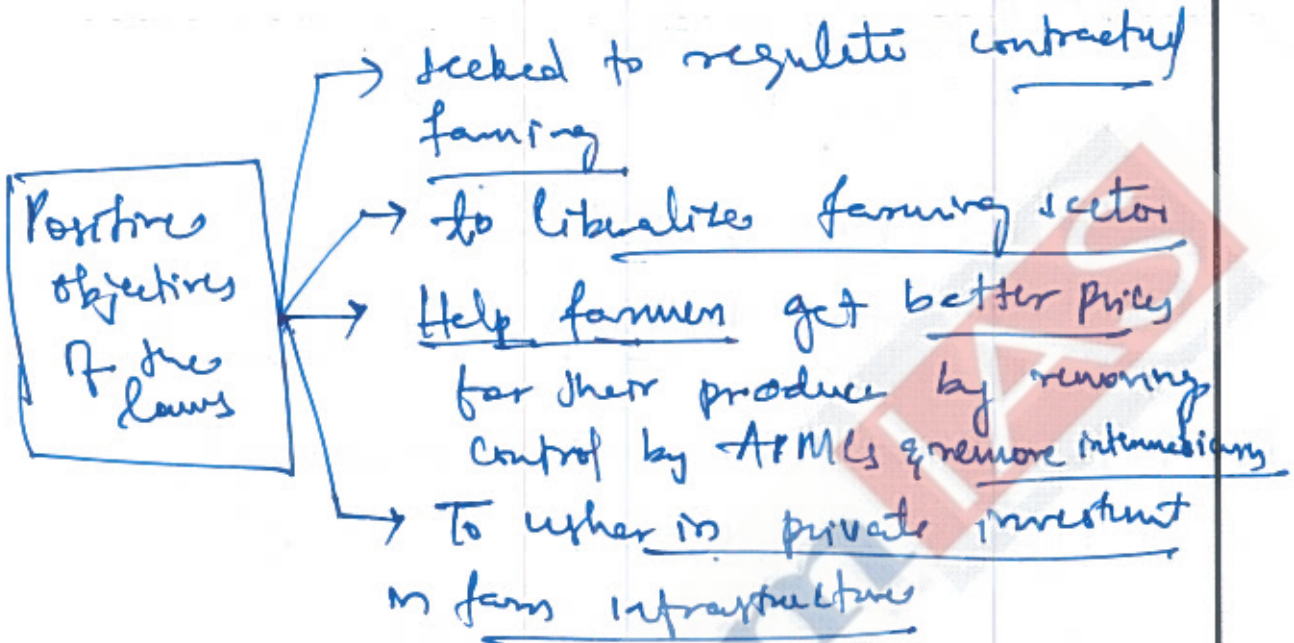 Positive
objectives
of the
laws
→ seeked to regulate contractual
farming
→ to liberalize farming sector
→ Help farmers get better prices
for their produce by removing
control by APMCs & remove intermediary
→ To usher in private investment
in farm infrastructure
IAS